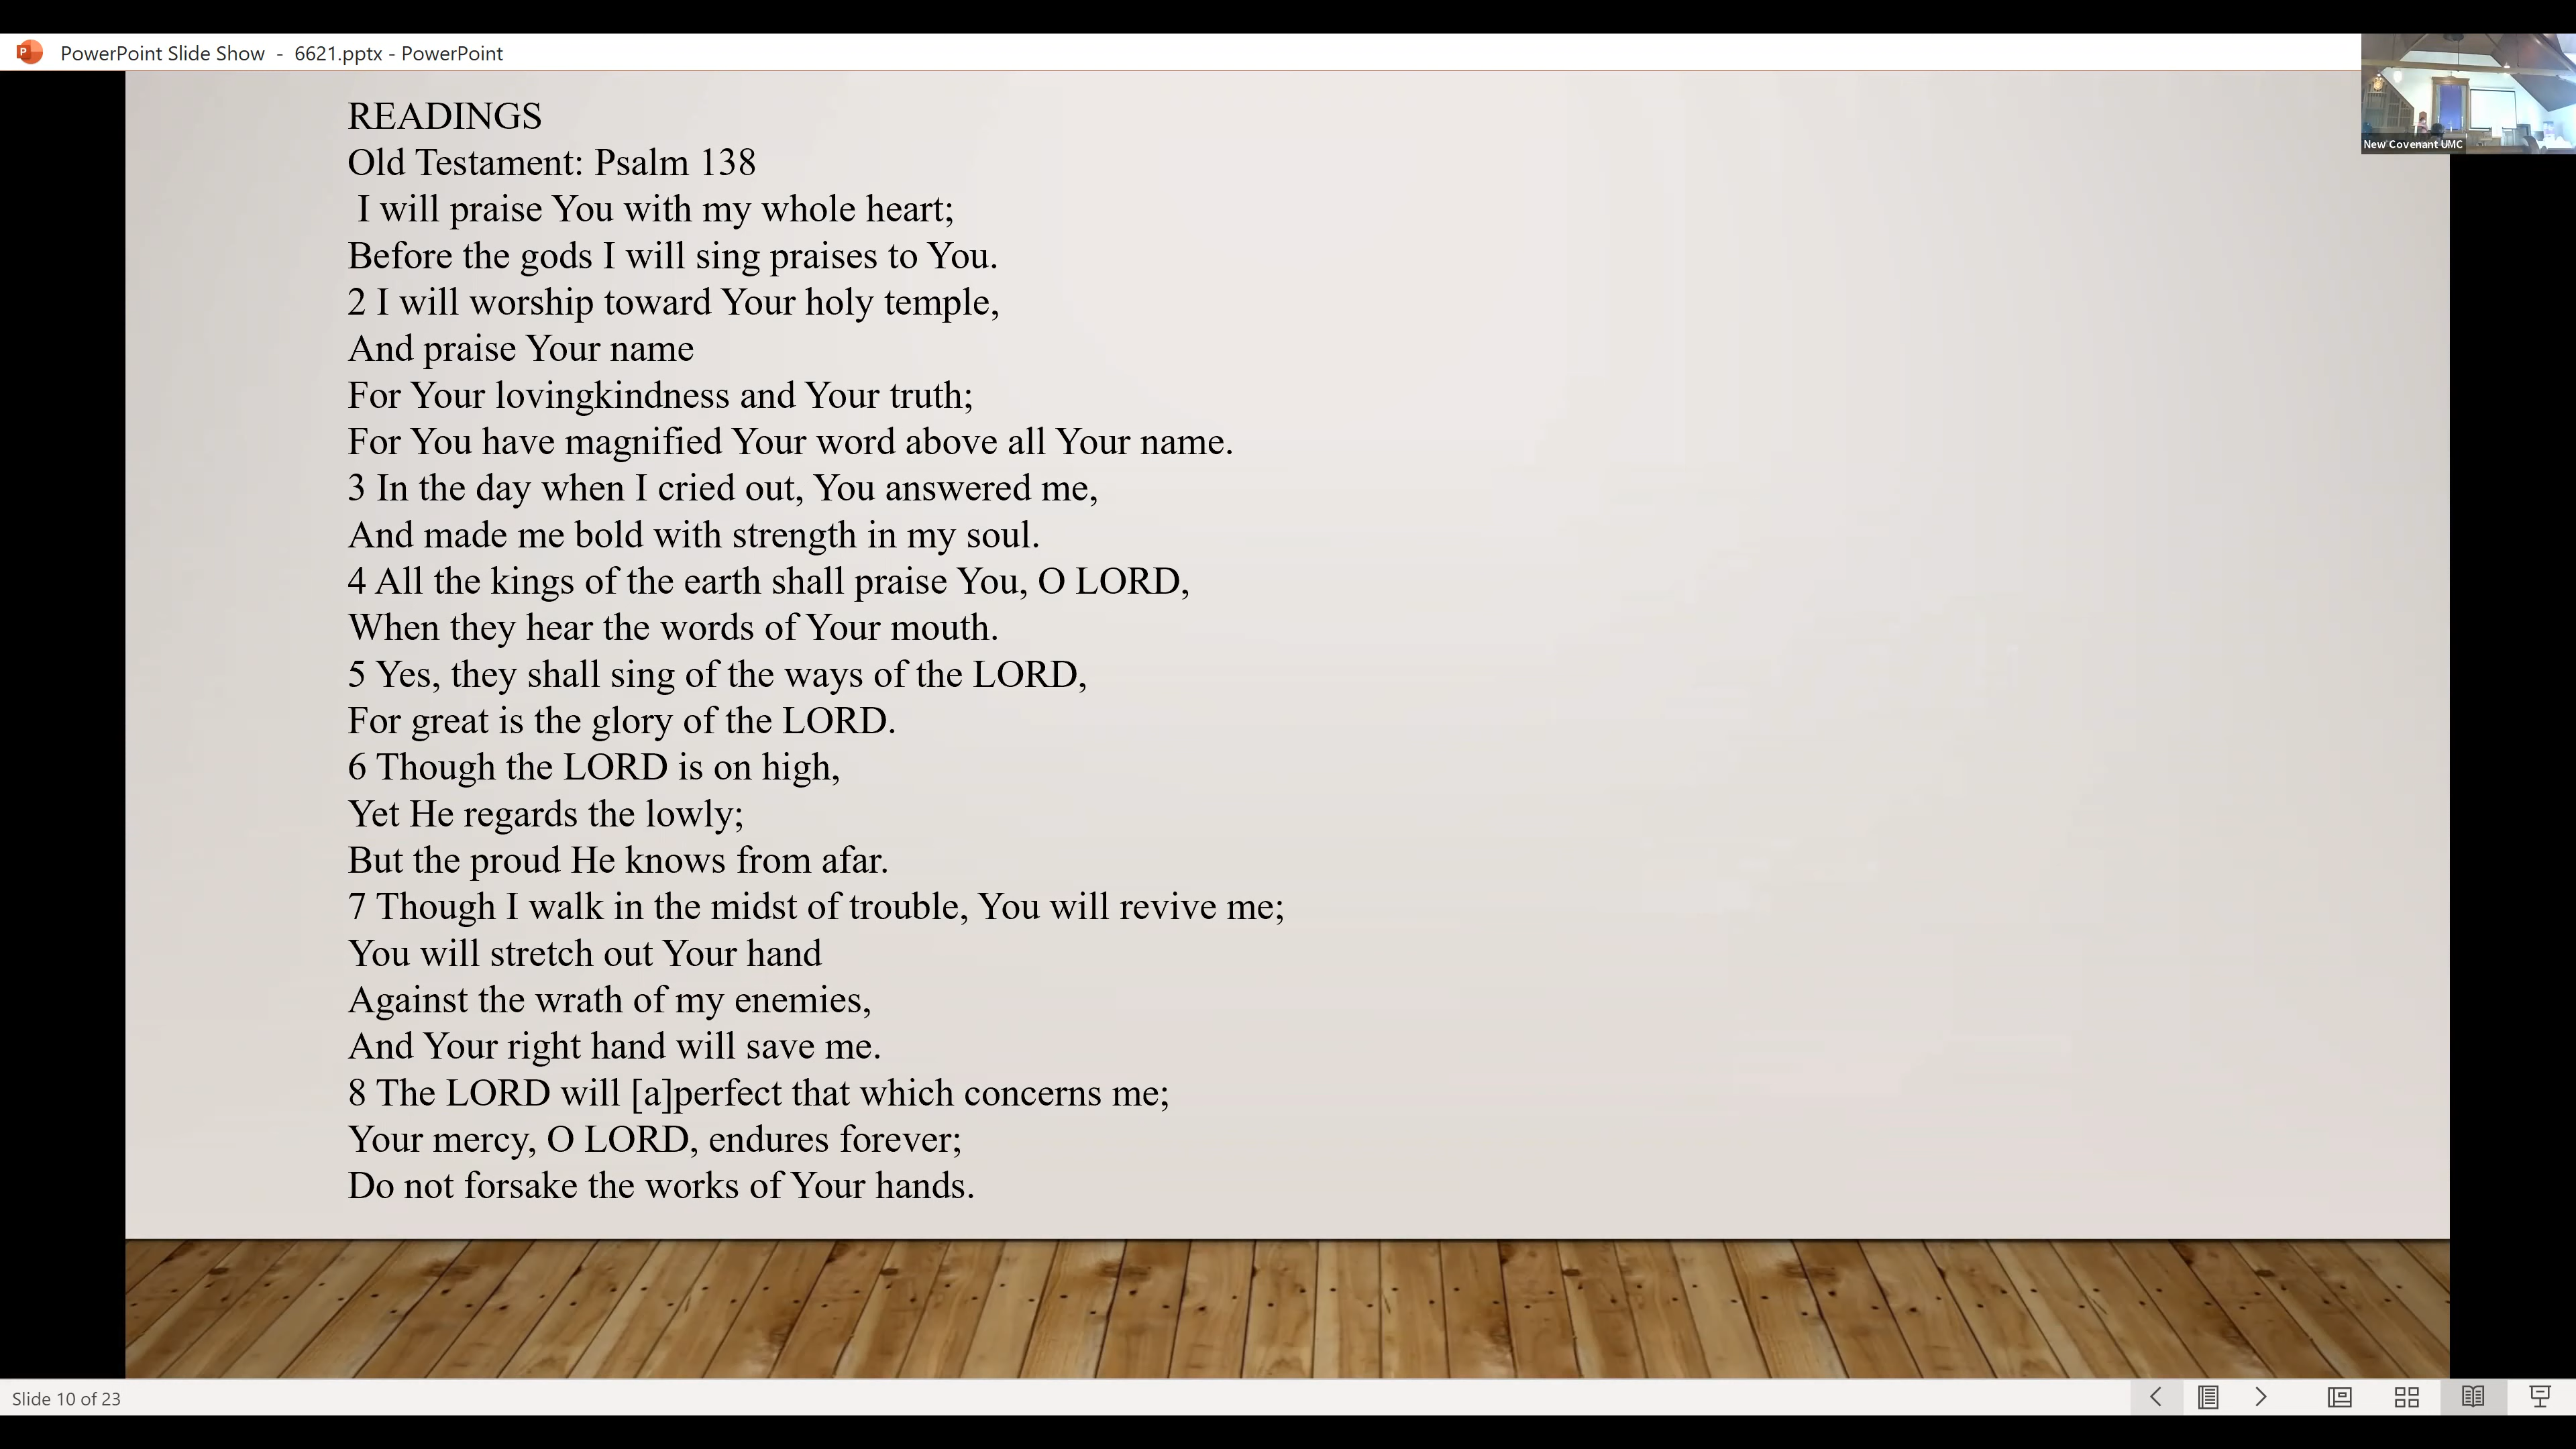 PowerPoint Slide Show - 6621.pptx - PowerPoint
New Covenant UMC
READINGS
Old Testament: Psalm 138
I will praise You with my whole heart;
Before the gods I will sing praises to You.
2 I will worship toward Your holy temple,
And praise Your name
For Your lovingkindness and Your truth;
For You have magnified Your word above all Your name.
3 In the day when I cried out, You answered me,
And made me bold with strength in my soul.
4 All the kings of the earth shall praise You, O LORD,
When they hear the words of Your mouth.
5 Yes, they shall sing of the ways of the LORD,
For great is the glory of the LORD.
6 Though the LORD is on high,
Yet He regards the lowly;
But the proud He knows from afar.
7 Though I walk in the midst of trouble, You will revive me;
You will stretch out Your hand
Against the wrath of my enemies,
And Your right hand will save me.
8 The LORD will [a]perfect that which concerns me;
Your mercy, O LORD, endures forever;
Do not forsake the works of Your hands.
Slide 10 of 23